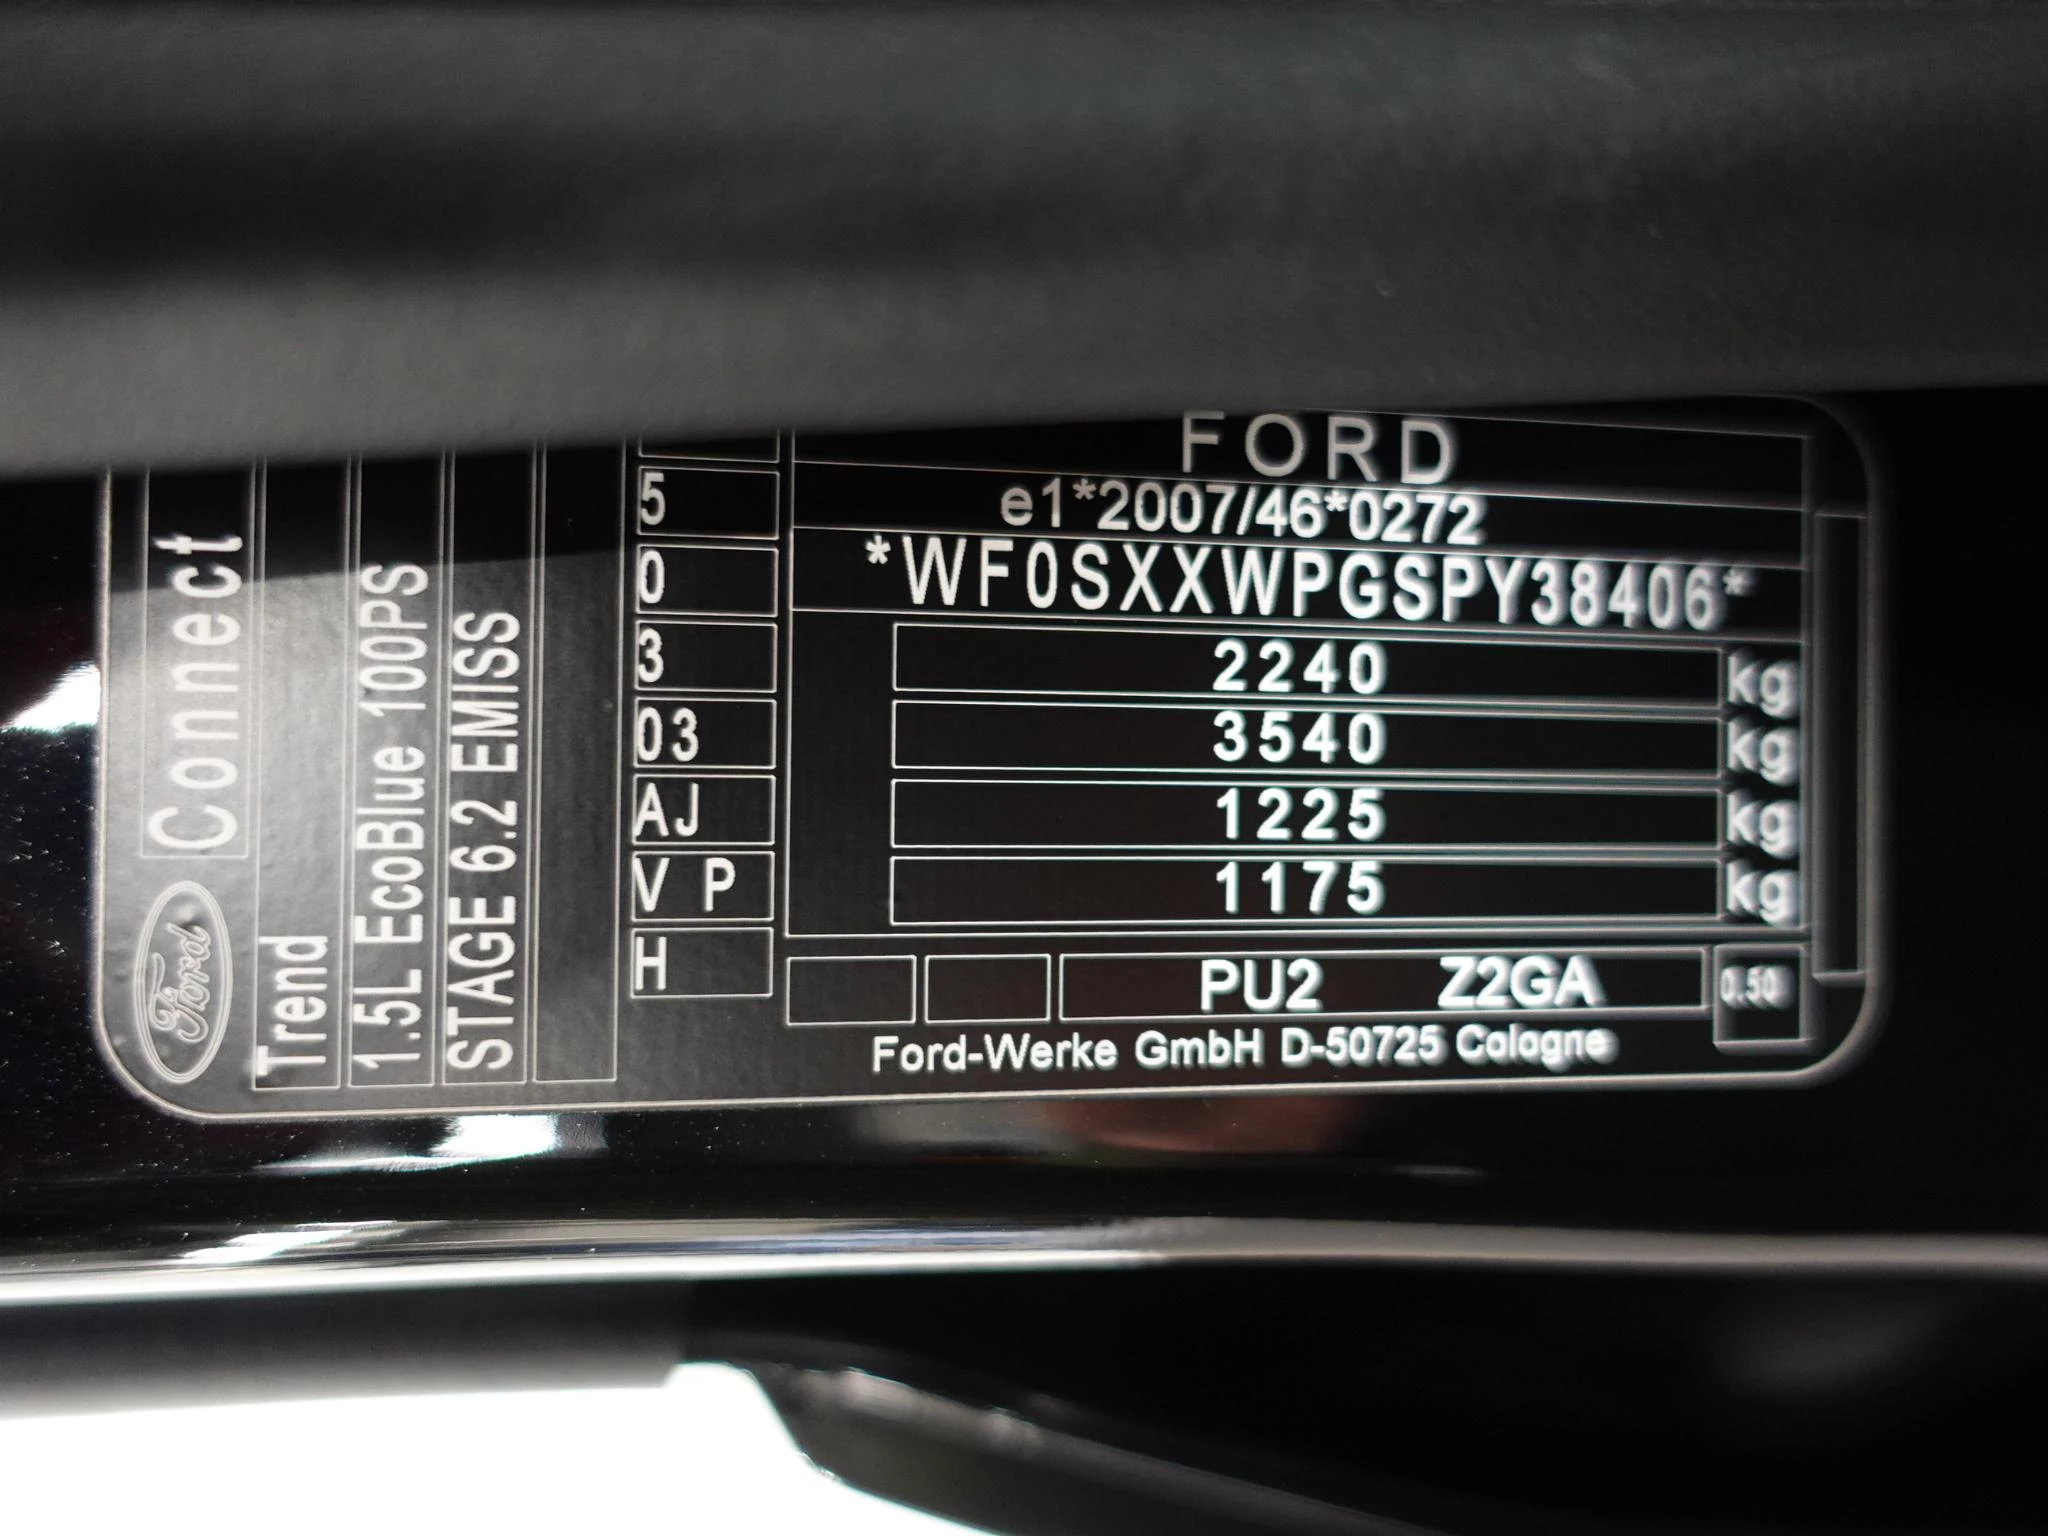 Ford Connect
Trend
1.5L EcoBlue 100PS
STAGE 6.2 EMISS
5
0
3
03
AJ
V P
H
FORD
e1*2007/46*0272
*WF0SXXWPGSPY38406*
2240 kg
3540 kg
1225 kg
1175 kg
PU2 Z2GA 0.50
Ford-Werke GmbH D-50725 Cologne